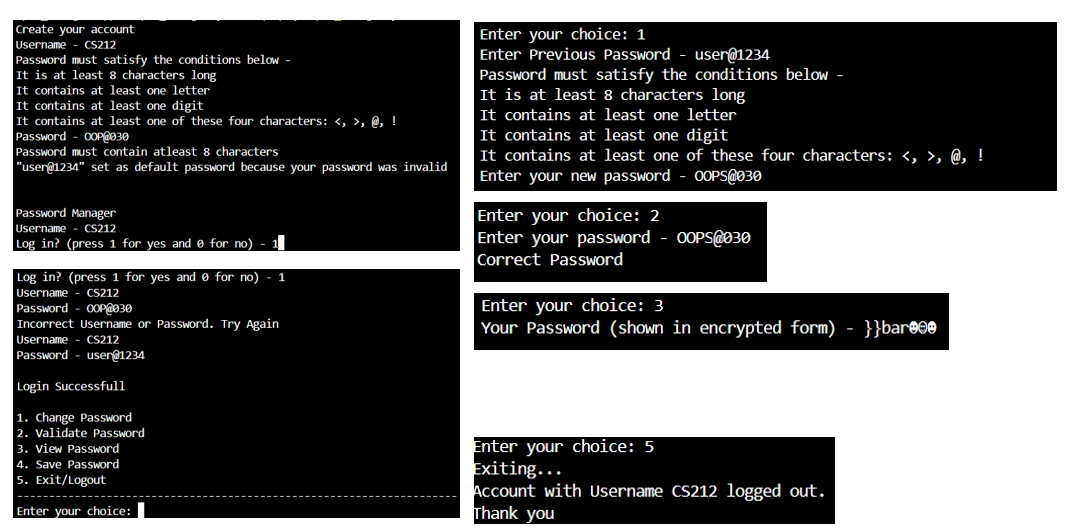 Create your account
Username - CS212
Password must satisfy the conditions below -
It is at least 8 characters long
It contains at least one letter
It contains at least one digit
It contains at least one of these four characters: <, >, @, !
Password - OOP@030
Password must contain atleast 8 characters
"user@1234" set as default password because your password was invalid
Password Manager
Username - CS212
Log in? (press 1 for yes and 0 for no) - 1
Log in? (press 1 for yes and 0 for no) - 1
Username - CS212
Password - OOP@030
Incorrect Username or Password. Try Again
Username - CS212
Password - user@1234
Login Successfull
1. Change Password
2. Validate Password
3. View Password
4. Save Password
5. Exit/Logout
--------------------------------------------------------------------
Enter your choice:
Enter your choice: 1
Enter Previous Password - user@1234
Password must satisfy the conditions below -
It is at least 8 characters long
It contains at least one letter
It contains at least one digit
It contains at least one of these four characters: <, >, @, !
Enter your new password - OOPS@030
Enter your choice: 2
Enter your password - OOPS@030
Correct Password
Enter your choice: 3
Your Password (shown in encrypted form) - }}bar
Enter your choice: 5
Exiting...
Account with Username CS212 logged out.
Thank you